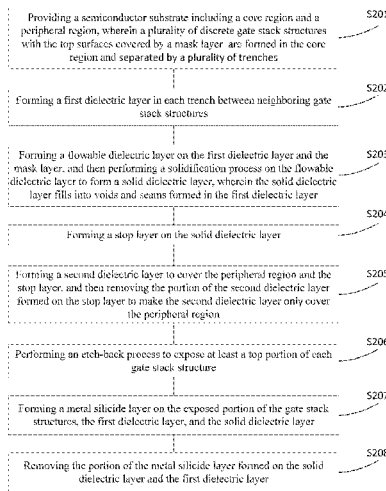 S201
Providing a semiconductor substrate including a core region and a
peripheral region, wherein a plurality of discrete gate stack structures
with the top surfaces covered by a mask layer are formed in the core
region and separated by a plurality of trenches
S202
Forming a first dielectric layer in each trench between neighboring gate
stack structures
S203
Forming a flowable dielectric layer on the first dielectric layer and the
mask layer, and then performing a solidification process on the flowable
dielectric layer to form a solid dielectric layer, wherein the solid dielectric
layer fills into voids and seams formed in the first dielectric layer
S204
Forming a stop layer on the solid dielectric layer
S205
Forming a second dielectric layer to cover the peripheral region and the
stop layer, and then removing the portion of the second dielectric layer
formed on the stop layer to make the second dielectric layer only cover
the peripheral region
S206
Performing an etch-back process to expose at least a top portion of each
gate stack structure
S207
Forming a metal silicide layer on the exposed portion of the gate stack
structures, the first dielectric layer, and the solid dielectric layer
S208
Removing the portion of the metal silicide layer formed on the solid
dielectric layer and the first dielectric layer